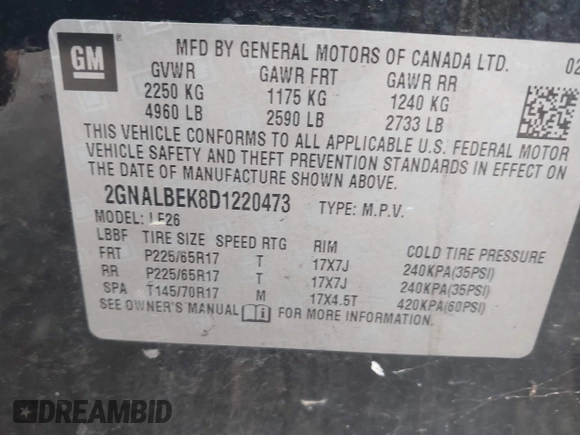 GM ® MFD BY GENERAL MOTORS OF CANADA LTD. 02
GVWR GAWR FRT GAWR RR
2250 KG 1175 KG 1240 KG
4960 LB 2590 LB 2733 LB
THIS VEHICLE CONFORMS TO ALL APPLICABLE U.S. FEDERAL MOTOR
VEHICLE SAFETY AND THEFT PREVENTION STANDARDS IN EFFECT ON
THE DATE OF MANUFACTURE SHOWN ABOVE.
2GNALBEK8D1220473 TYPE: M.P.V.
MODEL: LF26
LBBF TIRE SIZE SPEED RTG RIM COLD TIRE PRESSURE
FRT P225/65R17 T 17X7J 240KPA(35PSI)
RR P225/65R17 T 17X7J 240KPA(35PSI)
SPA T145/70R17 M 17X4.5T 420KPA(60PSI)
SEE OWNER'S MANUAL FOR MORE INFORMATION.
DREAMBID